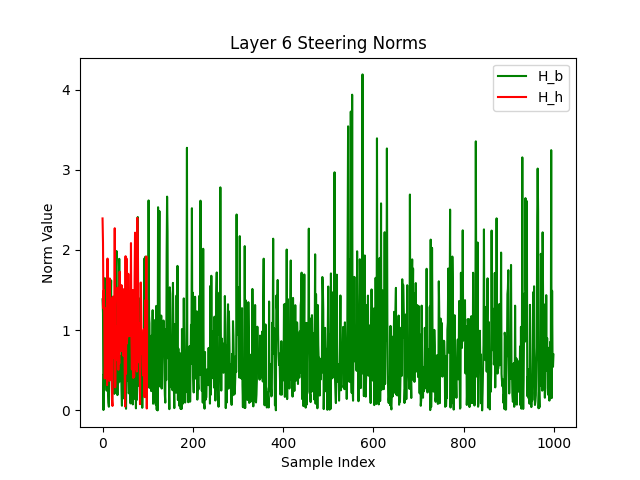 Layer 6 Steering Norms
H_b
H_h
Norm Value
4
3
2
1
0
0 200 400 600 800 1000
Sample Index